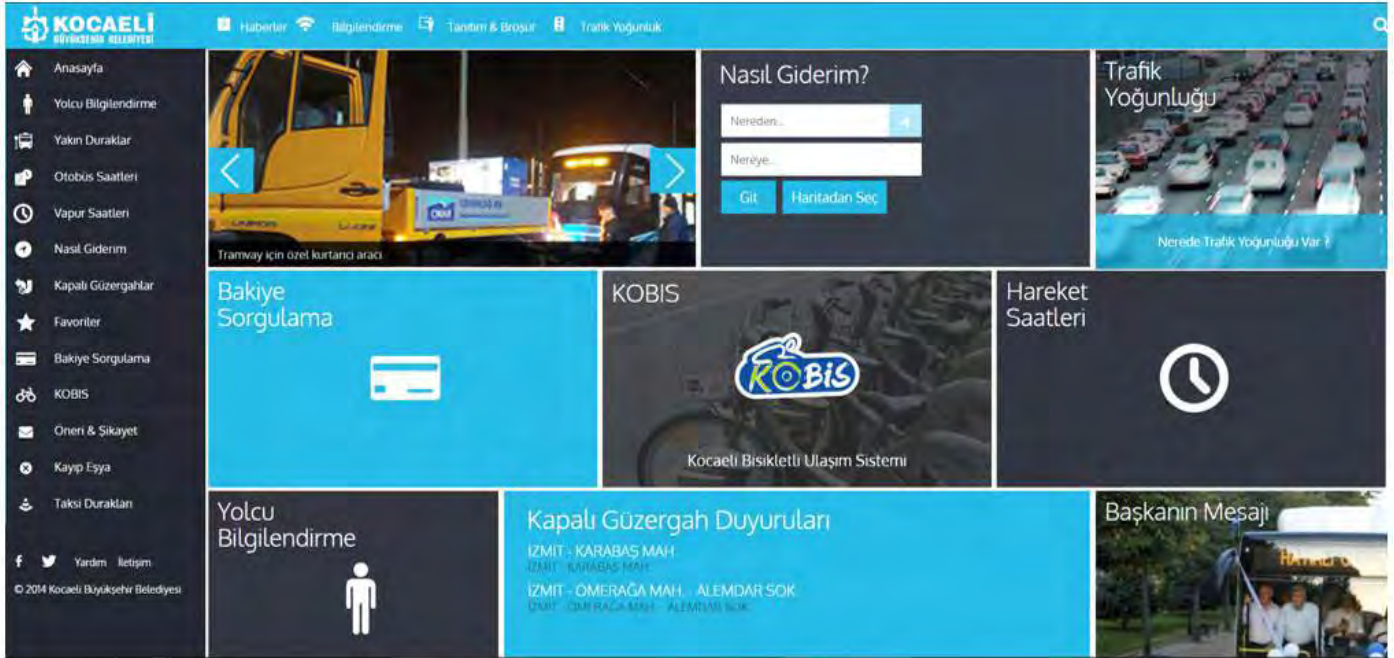 KOCAELİ
BÜYÜKŞEHİR BELEDİYESİ
Haberler
Bilgilendirme
Tanıtım & Broşür
Trafik Yoğunluk
Anasayfa
Yolcu Bilgilendirme
Yakın Duraklar
Otobüs Saatleri
Vapur Saatleri
Nasıl Giderim
Kapalı Güzergahlar
Favoriler
Bakiye Sorgulama
KOBIS
Öneri & Şikayet
Kayıp Eşya
Taksi Durakları
Yardım İletişim
© 2014 Kocaeli Büyükşehir Belediyesi
Tramvay için özel kurtarıcı aracı
Nasıl Giderim?
Nereden...
Nereye...
Git
Haritadan Seç
Trafik
Yoğunluğu
Nerede Trafik Yoğunluğu Var ?
Bakiye
Sorgulama
KOBIS
KOBİS
Kocaeli Bisikletli Ulaşım Sistemi
Hareket
Saatleri
Yolcu
Bilgilendirme
Kapalı Güzergah Duyuruları
İZMİT - KARABAŞ MAH.
İZMİT - KARABAŞ MAH.
İZMİT - ÖMERAĞA MAH. - ALEMDAR SOK
İZMİT - ÖMERAĞA MAH. - ALEMDAR SOK
Başkanın Mesajı